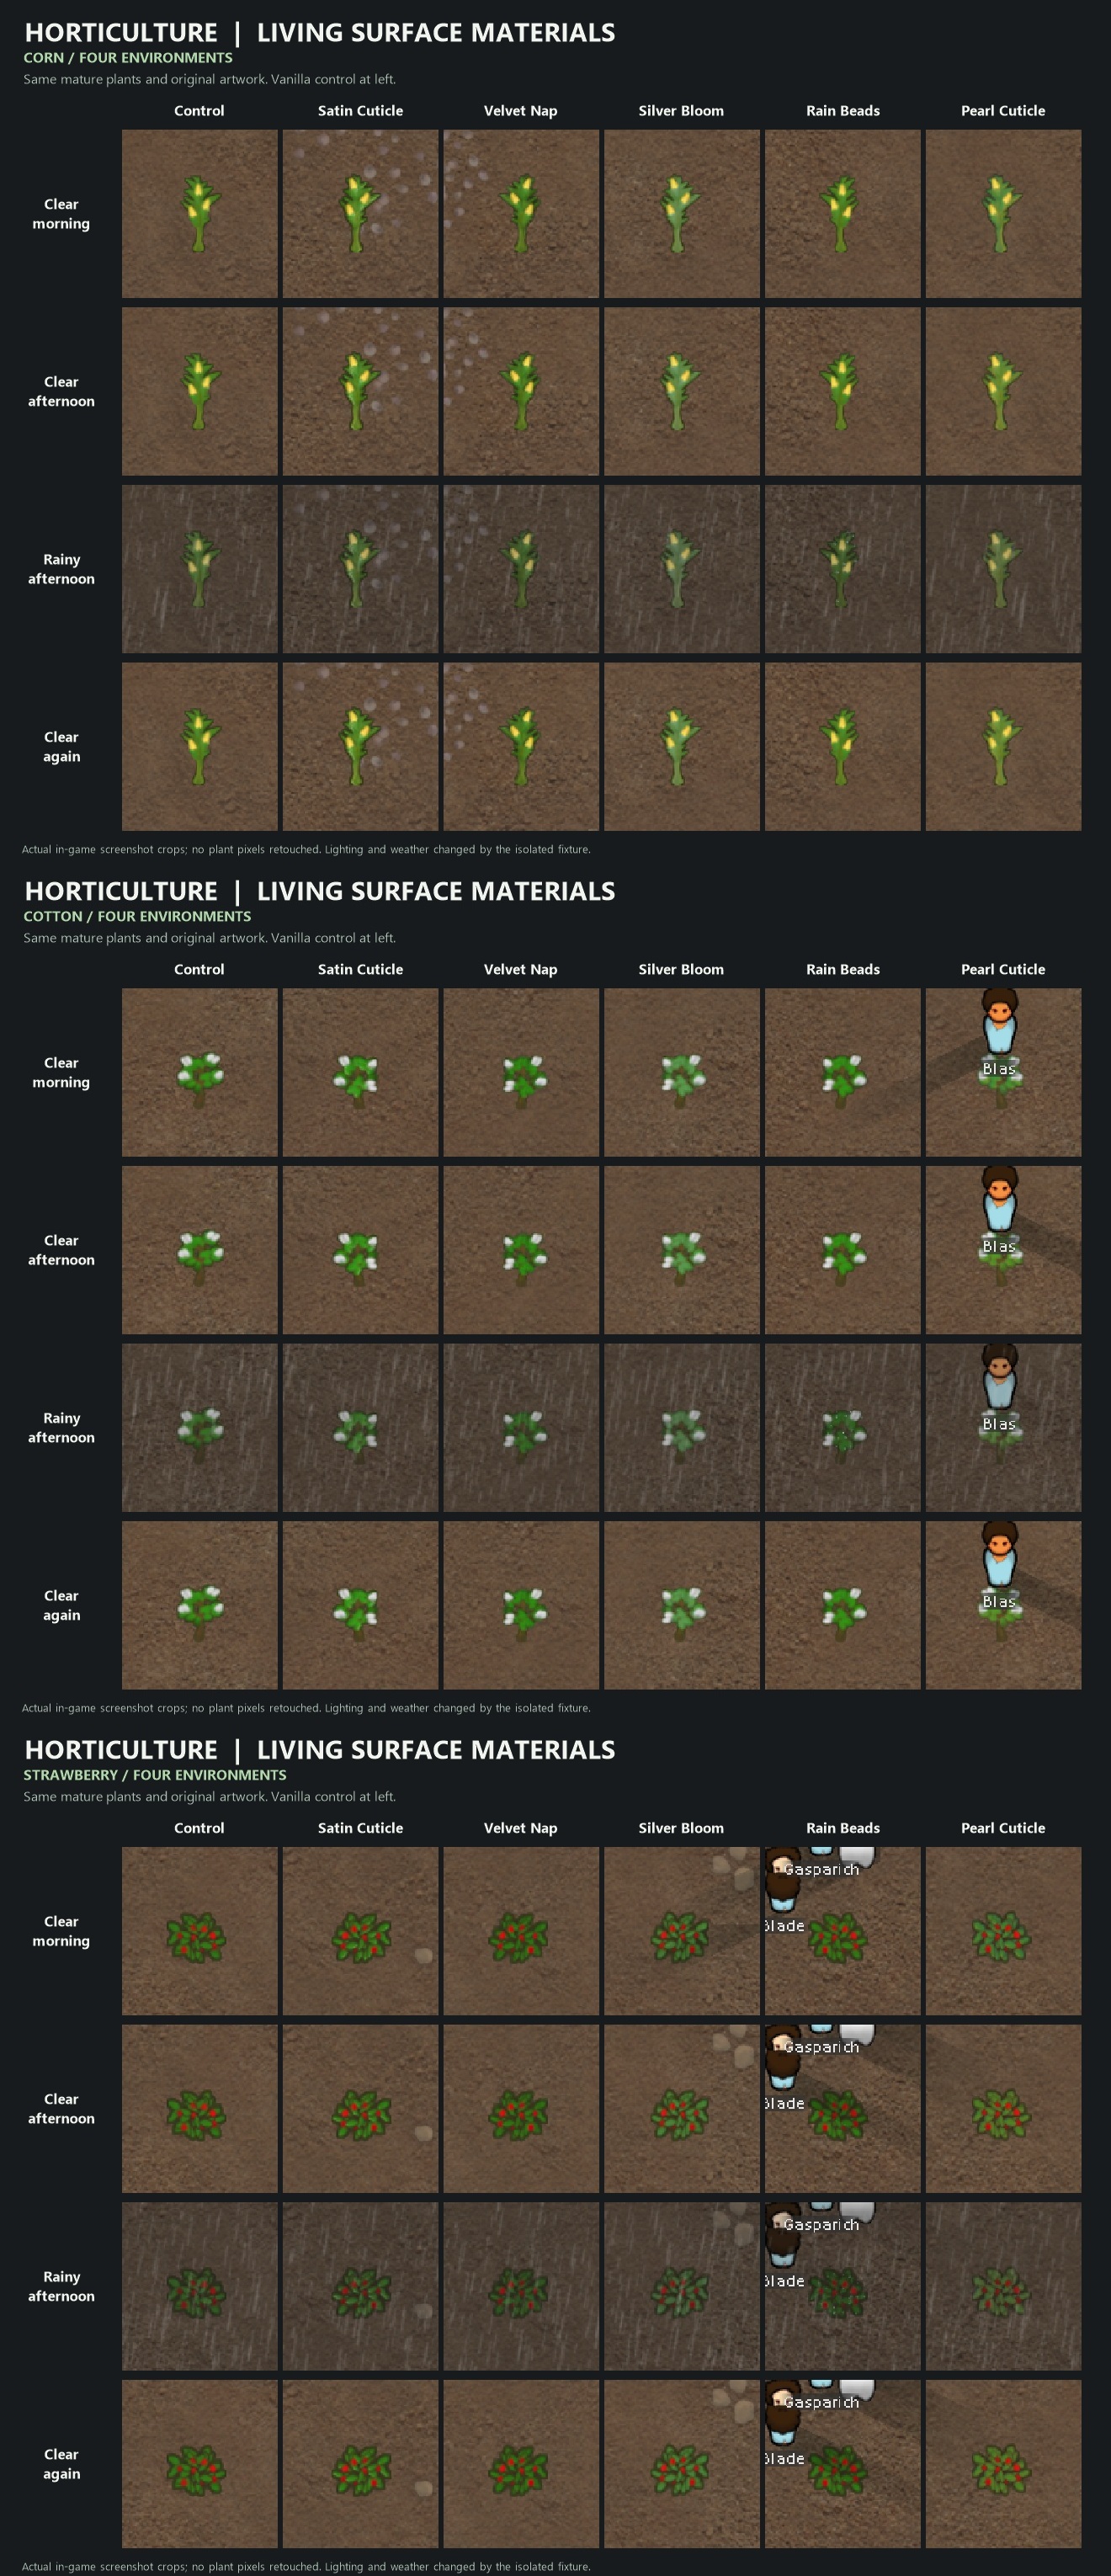 HORTICULTURE | LIVING SURFACE MATERIALS
CORN / FOUR ENVIRONMENTS
Same mature plants and original artwork. Vanilla control at left.
Control Satin Cuticle Velvet Nap Silver Bloom Rain Beads Pearl Cuticle
Clear
morning
Clear
afternoon
Rainy
afternoon
Clear
again
Actual in-game screenshot crops; no plant pixels retouched. Lighting and weather changed by the isolated fixture.
HORTICULTURE | LIVING SURFACE MATERIALS
COTTON / FOUR ENVIRONMENTS
Same mature plants and original artwork. Vanilla control at left.
Control Satin Cuticle Velvet Nap Silver Bloom Rain Beads Pearl Cuticle
Clear
morning
Blas
Clear
afternoon
Blas
Rainy
afternoon
Blas
Clear
again
Blas
Actual in-game screenshot crops; no plant pixels retouched. Lighting and weather changed by the isolated fixture.
HORTICULTURE | LIVING SURFACE MATERIALS
STRAWBERRY / FOUR ENVIRONMENTS
Same mature plants and original artwork. Vanilla control at left.
Control Satin Cuticle Velvet Nap Silver Bloom Rain Beads Pearl Cuticle
Gasparich
Clear
morning
Blade
Gasparich
Clear
afternoon
Blade
Gasparich
Rainy
afternoon
Blade
Gasparich
Clear
again
Blade
Actual in-game screenshot crops; no plant pixels retouched. Lighting and weather changed by the isolated fixture.